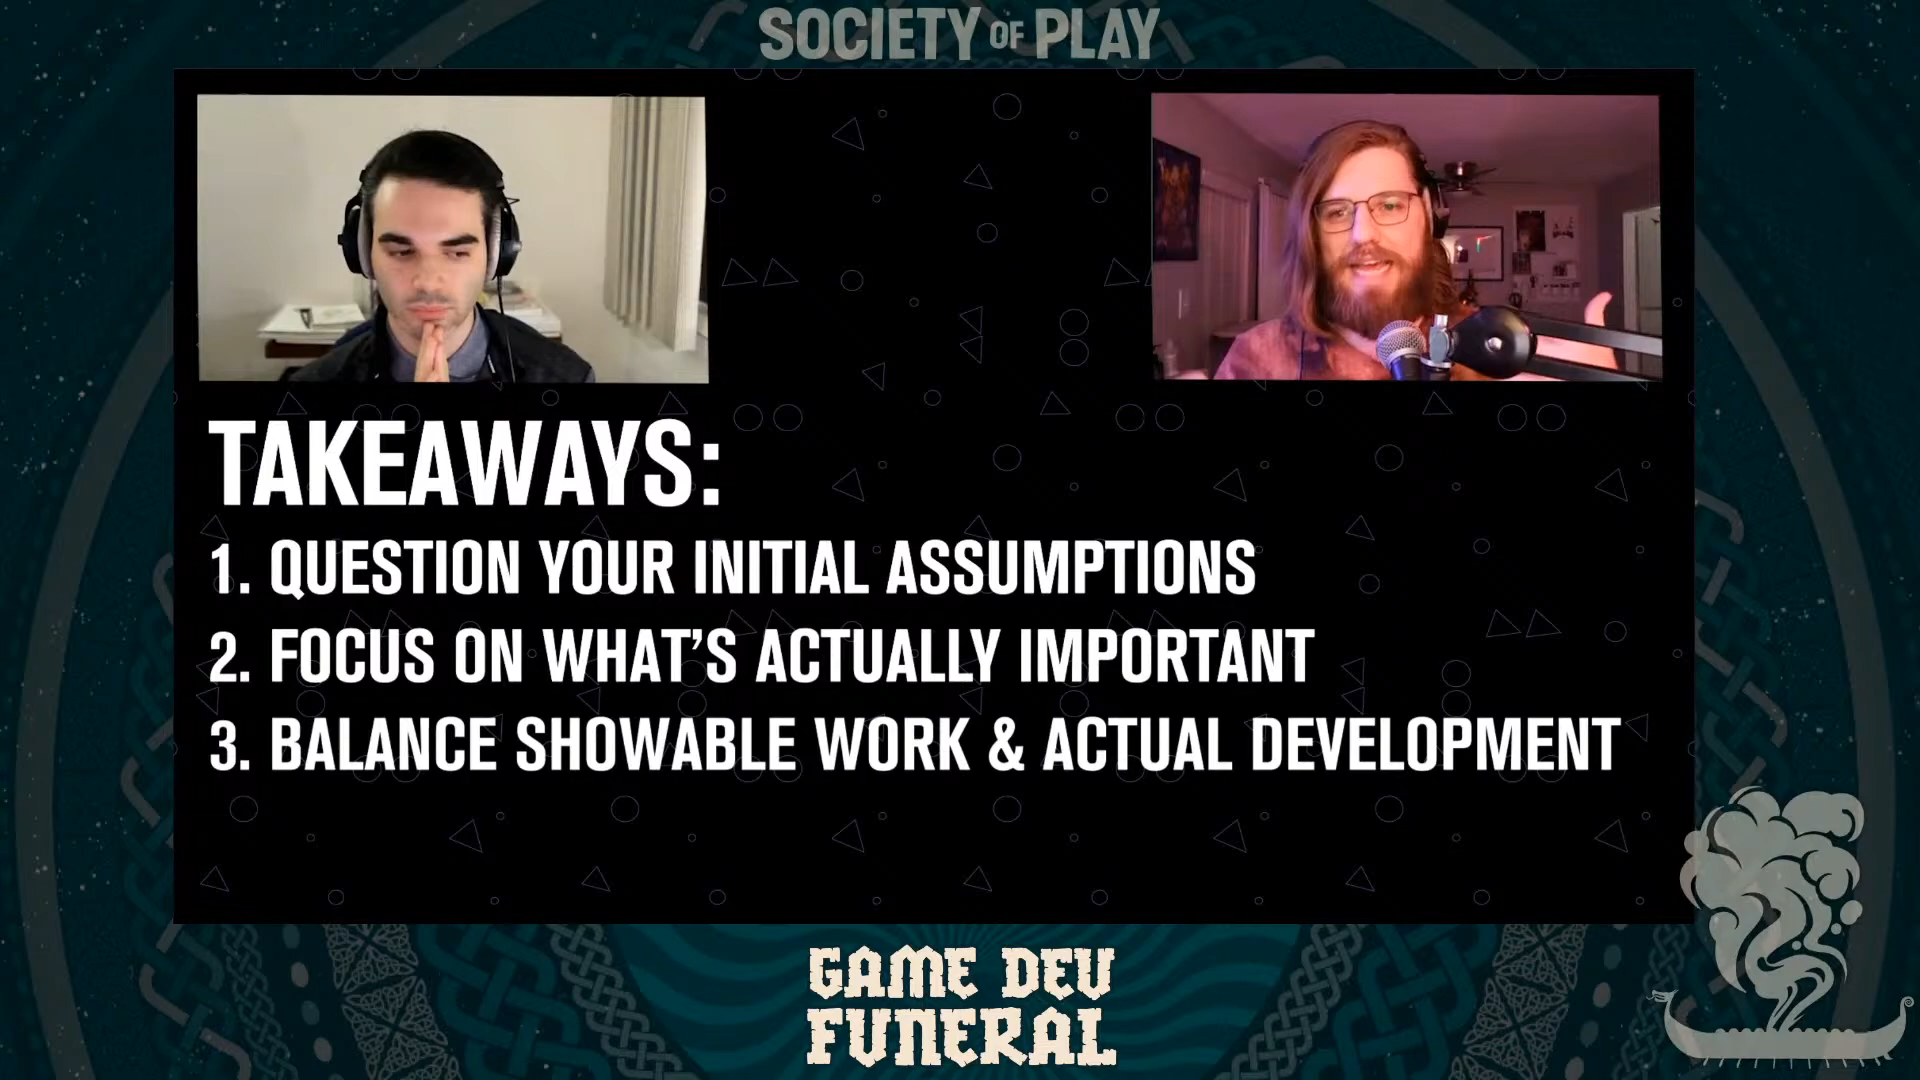 SOCIETY OF PLAY
TAKEAWAYS:
1. QUESTION YOUR INITIAL ASSUMPTIONS
2. FOCUS ON WHAT'S ACTUALLY IMPORTANT
3. BALANCE SHOWABLE WORK & ACTUAL DEVELOPMENT
GAME DEV
FUNERAL